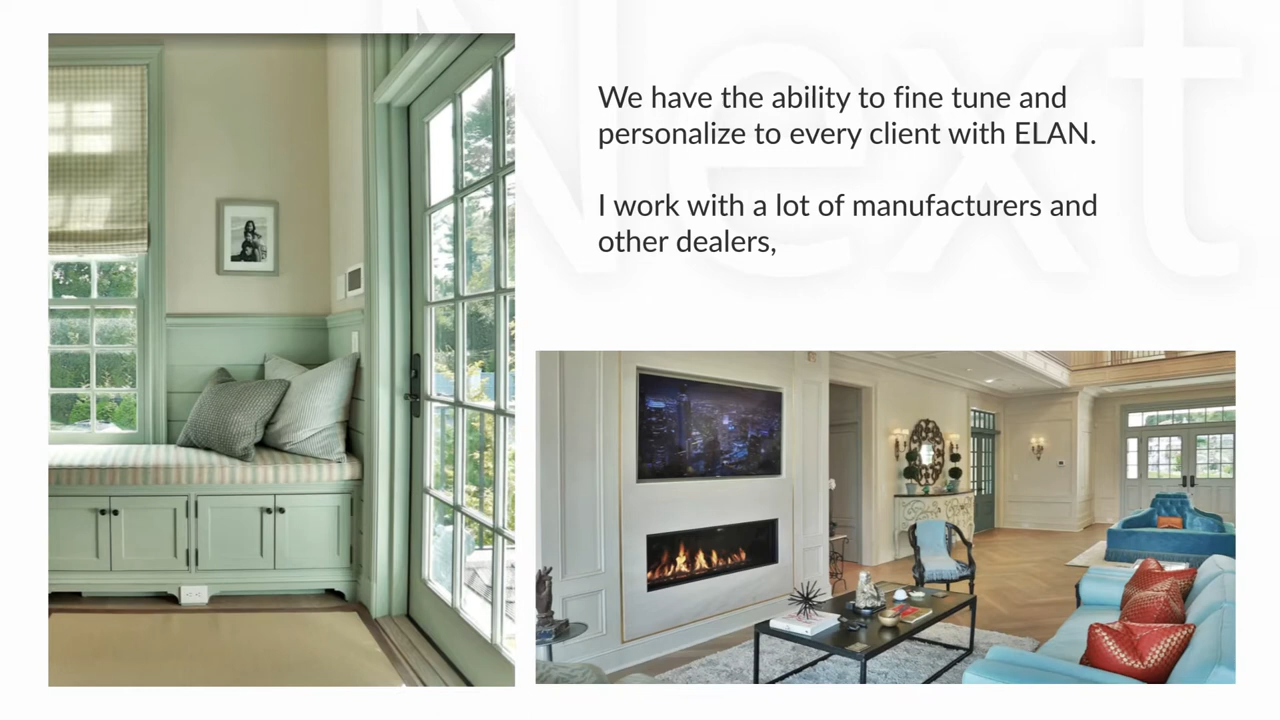 Next
We have the ability to fine tune and
personalize to every client with ELAN.
I work with a lot of manufacturers and
other dealers,